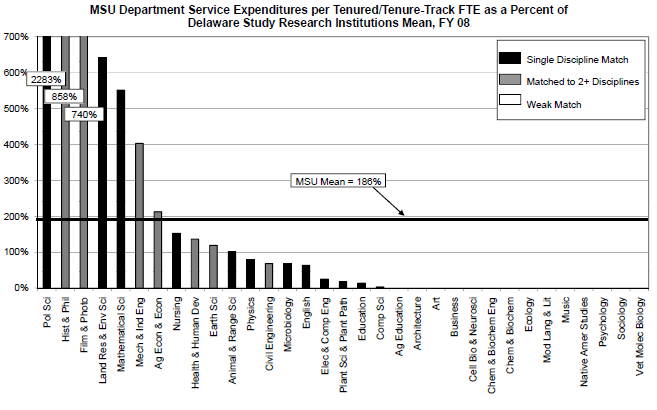 MSU Department Service Expenditures per Tenured/Tenure-Track FTE as a Percent of
Delaware Study Research Institutions Mean, FY 08
700%
600%
500%
400%
300%
200%
100%
0%
2283%
858%
740%
Single Discipline Match
Matched to 2+ Disciplines
Weak Match
MSU Mean = 186%
Pol Sci
Hist & Phil
Film & Photo
Land Res & Env Sci
Mathematical Sci
Mech & Ind Eng
Ag Econ & Econ
Nursing
Health & Human Dev
Earth Sci
Animal & Range Sci
Physics
Civil Engineering
Microbiology
English
Elec & Comp Eng
Plant Sci & Plant Path
Education
Comp Sci
Ag Education
Architecture
Art
Business
Cell Bio & Neurosci
Chem & Biochem Eng
Chem & Biochem
Ecology
Mod Lang & Lit
Music
Native Amer Studies
Psychology
Sociology
Vet Molec Biology